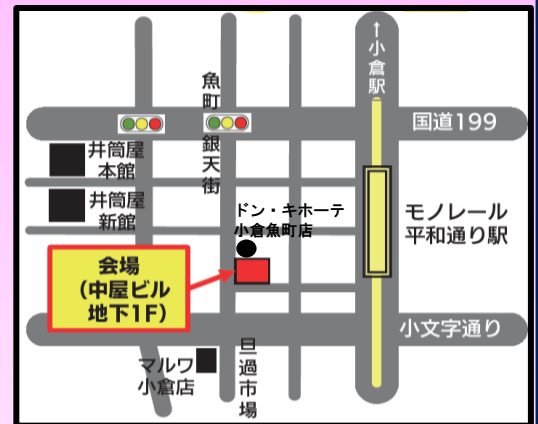 ↑小倉駅
魚町
銀天街
国道199
井筒屋
本館
井筒屋
新館
ドン・キホーテ
小倉魚町店
モノレール
平和通り駅
会場
(中屋ビル
地下1F)
小文字通り
マルワ
小倉店
旦過市場